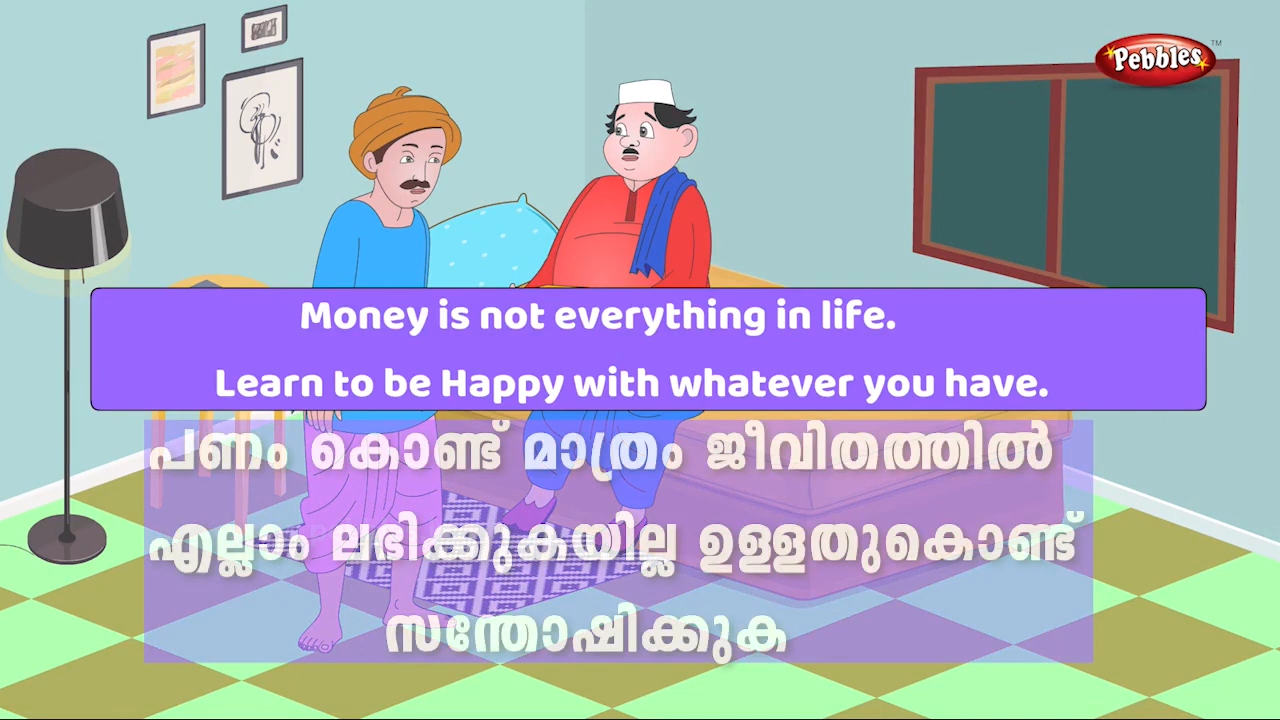 Pebbles™
Money is not everything in life.
Learn to be Happy with whatever you have.
പണം കൊണ്ട് മാത്രം ജീവിതത്തിൽ
എല്ലാം ലഭിക്കുകയില്ല ഉള്ളതുകൊണ്ട്
സന്തോഷിക്കുക